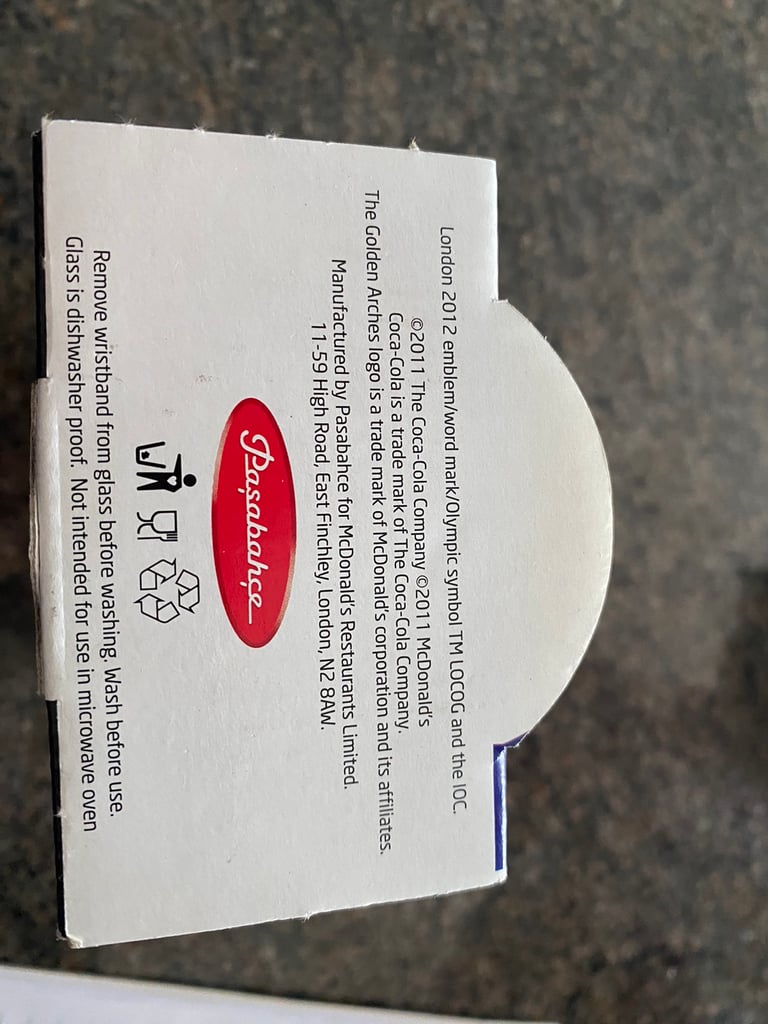 London 2012 emblem/word mark/Olympic symbol TM LOCOG and the IOC.
©2011 The Coca-Cola Company ©2011 McDonald's
Coca-Cola is a trade mark of The Coca-Cola Company.
The Golden Arches logo is a trade mark of McDonald's corporation and its affiliates.
Manufactured by Pasabahce for McDonald's Restaurants Limited.
11-59 High Road, East Finchley, London, N2 8AW.
Paşabahçe
Remove wristband from glass before washing. Wash before use.
Glass is dishwasher proof. Not intended for use in microwave oven